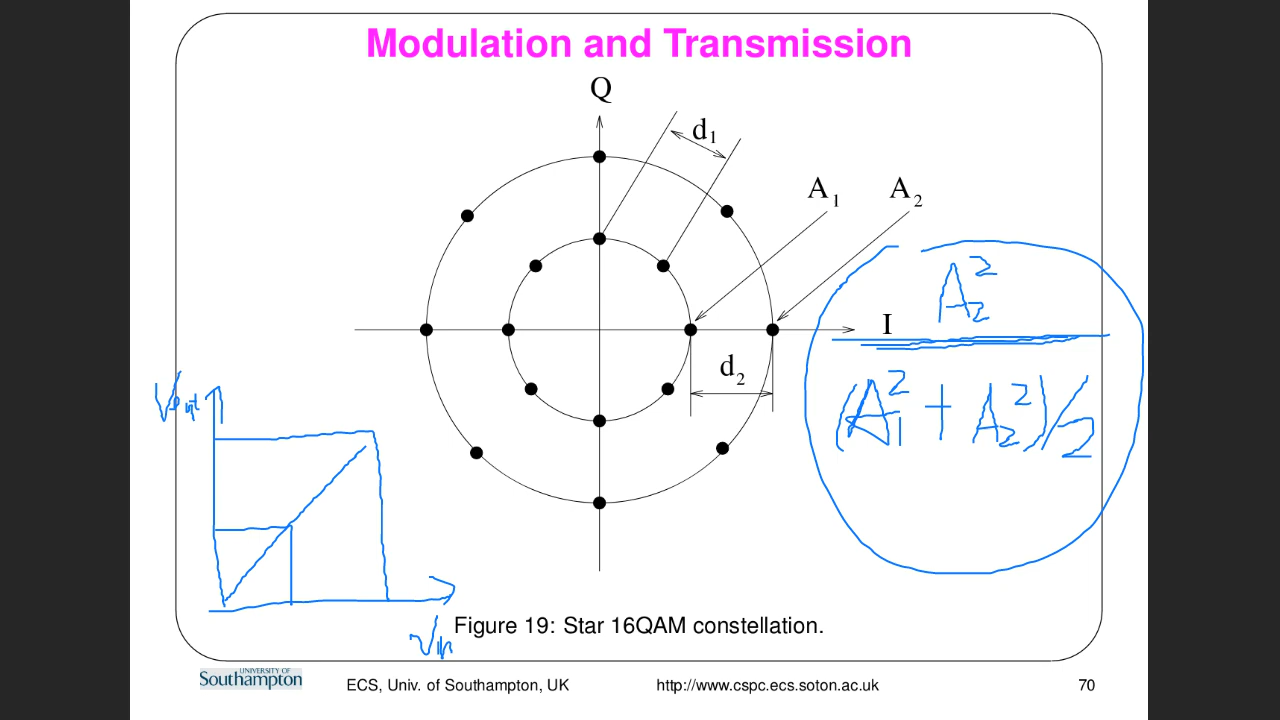 Modulation and Transmission
Q
d1
A1 A2
A2²
I
d2
(A1² + A2²)/2
Vout
Vin
Figure 19: Star 16QAM constellation.
UNIVERSITY OF
Southampton
ECS, Univ. of Southampton, UK http://www.cspc.ecs.soton.ac.uk 70